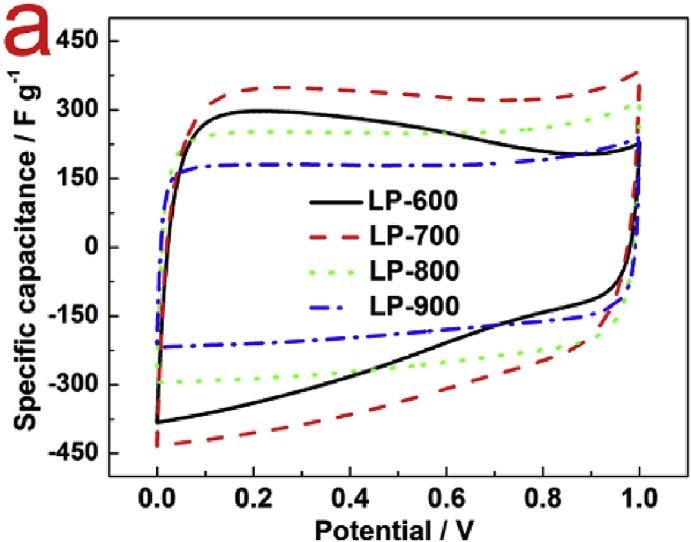 a
Specific capacitance / F g⁻¹
450
300
150
0
-150
-300
-450
LP-600
LP-700
LP-800
LP-900
0.0 0.2 0.4 0.6 0.8 1.0
Potential / V